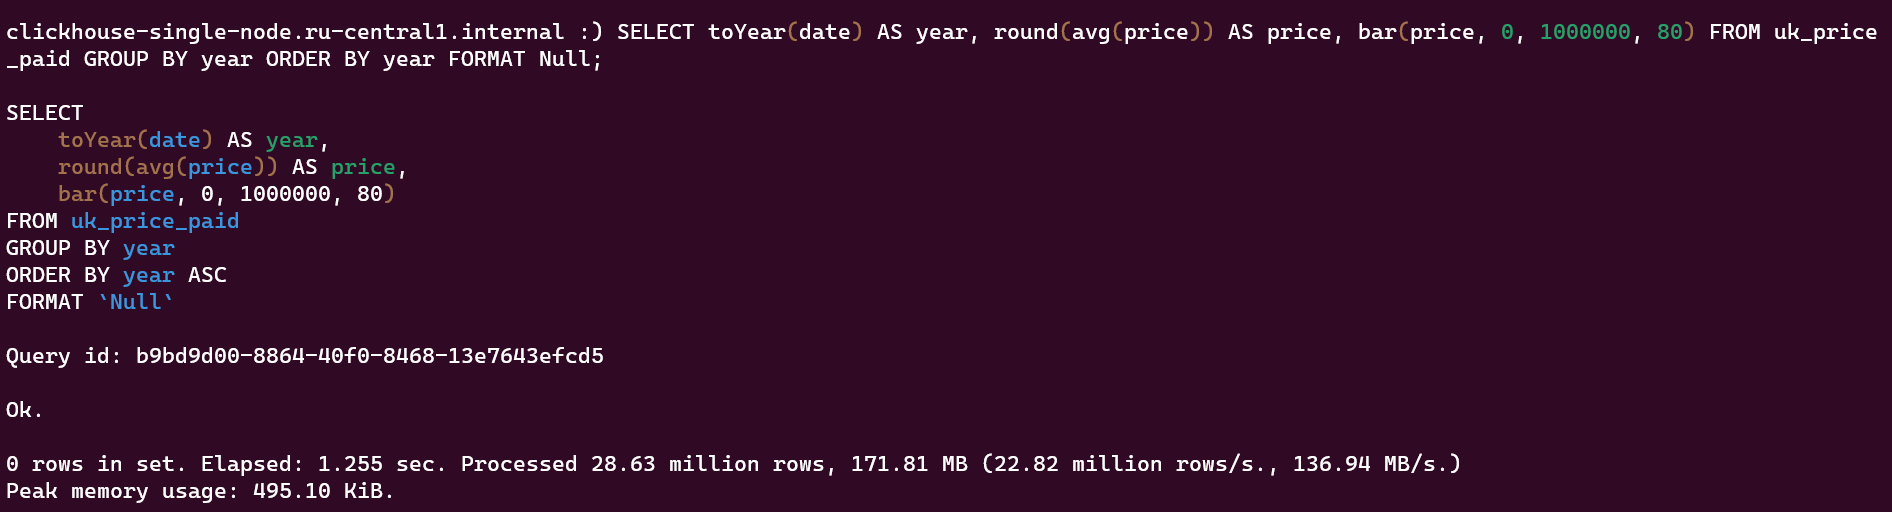 clickhouse-single-node.ru-central1.internal :) SELECT toYear(date) AS year, round(avg(price)) AS price, bar(price, 0, 1000000, 80) FROM uk_price
_paid GROUP BY year ORDER BY year FORMAT Null;
SELECT
    toYear(date) AS year,
    round(avg(price)) AS price,
    bar(price, 0, 1000000, 80)
FROM uk_price_paid
GROUP BY year
ORDER BY year ASC
FORMAT `Null`
Query id: b9bd9d00-8864-40f0-8468-13e7643efcd5
Ok.
0 rows in set. Elapsed: 1.255 sec. Processed 28.63 million rows, 171.81 MB (22.82 million rows/s., 136.94 MB/s.)
Peak memory usage: 495.10 KiB.